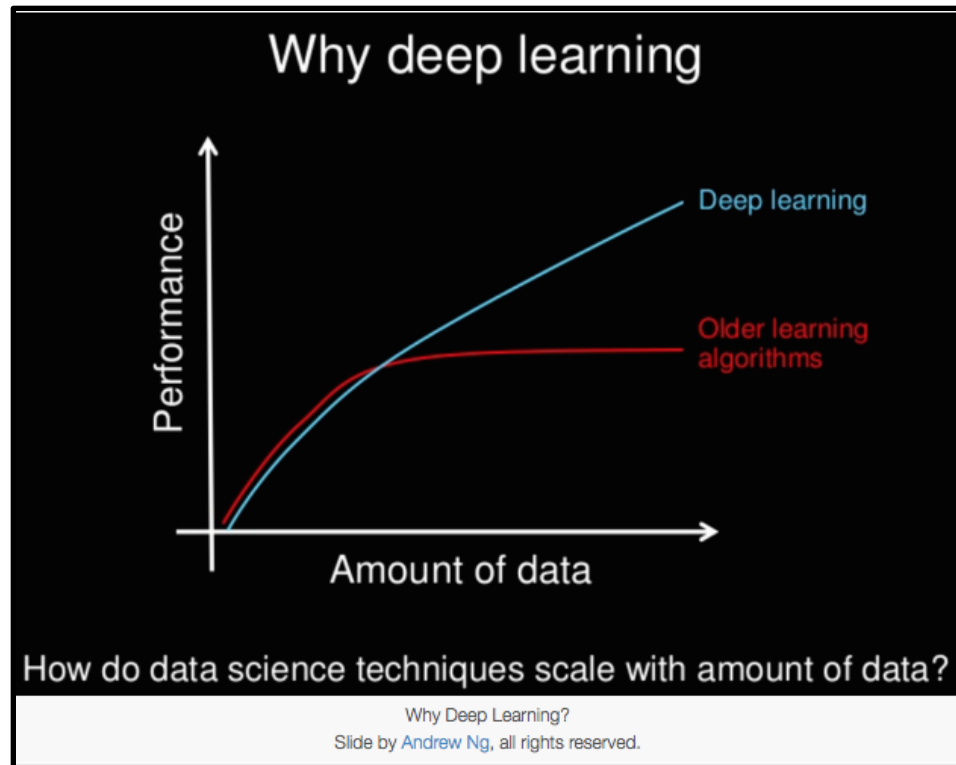 Why deep learning
Performance
Deep learning
Older learning
algorithms
Amount of data
How do data science techniques scale with amount of data?
Why Deep Learning?
Slide by Andrew Ng, all rights reserved.